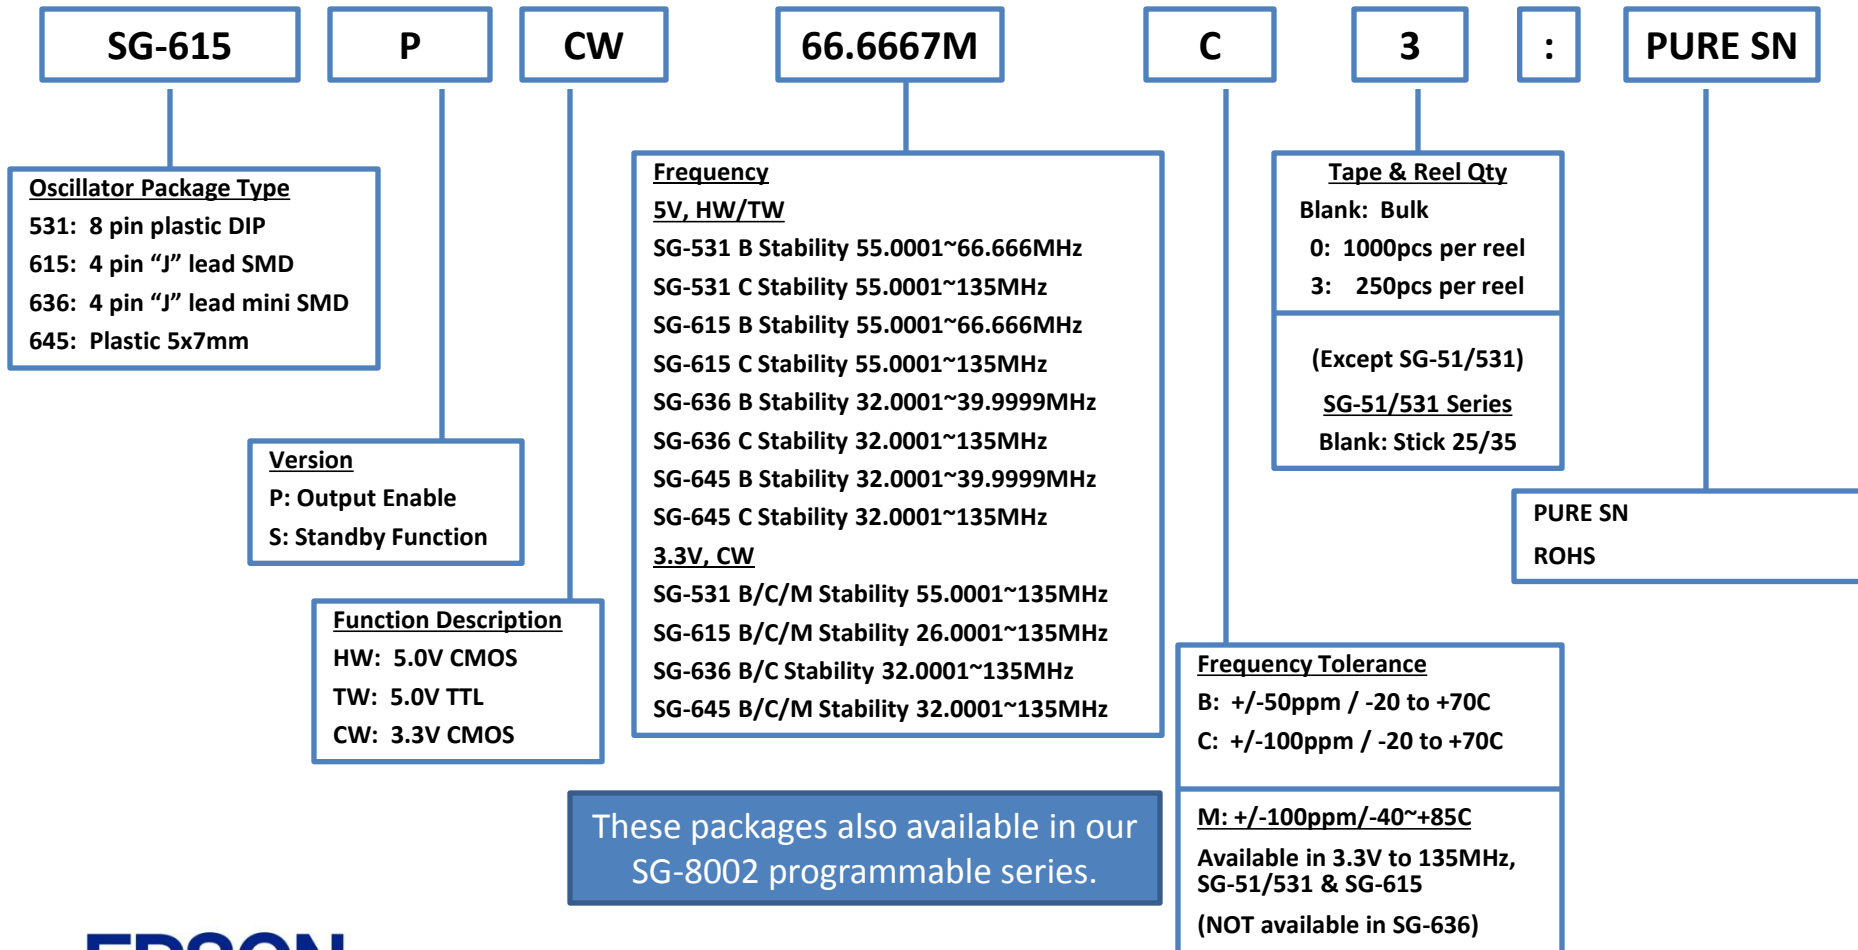 SG-615 P CW 66.6667M C 3 : PURE SN
Oscillator Package Type
531: 8 pin plastic DIP
615: 4 pin “J” lead SMD
636: 4 pin “J” lead mini SMD
645: Plastic 5x7mm
Version
P: Output Enable
S: Standby Function
Function Description
HW: 5.0V CMOS
TW: 5.0V TTL
CW: 3.3V CMOS
Frequency
5V, HW/TW
SG-531 B Stability 55.0001~66.666MHz
SG-531 C Stability 55.0001~135MHz
SG-615 B Stability 55.0001~66.666MHz
SG-615 C Stability 55.0001~135MHz
SG-636 B Stability 32.0001~39.9999MHz
SG-636 C Stability 32.0001~135MHz
SG-645 B Stability 32.0001~39.9999MHz
SG-645 C Stability 32.0001~135MHz
3.3V, CW
SG-531 B/C/M Stability 55.0001~135MHz
SG-615 B/C/M Stability 26.0001~135MHz
SG-636 B/C Stability 32.0001~135MHz
SG-645 B/C/M Stability 32.0001~135MHz
Tape & Reel Qty
Blank: Bulk
0: 1000pcs per reel
3: 250pcs per reel
(Except SG-51/531)
SG-51/531 Series
Blank: Stick 25/35
PURE SN
ROHS
Frequency Tolerance
B: +/-50ppm / -20 to +70C
C: +/-100ppm / -20 to +70C
M: +/-100ppm/-40~+85C
Available in 3.3V to 135MHz,
SG-51/531 & SG-615
(NOT available in SG-636)
These packages also available in our
SG-8002 programmable series.
EPSON